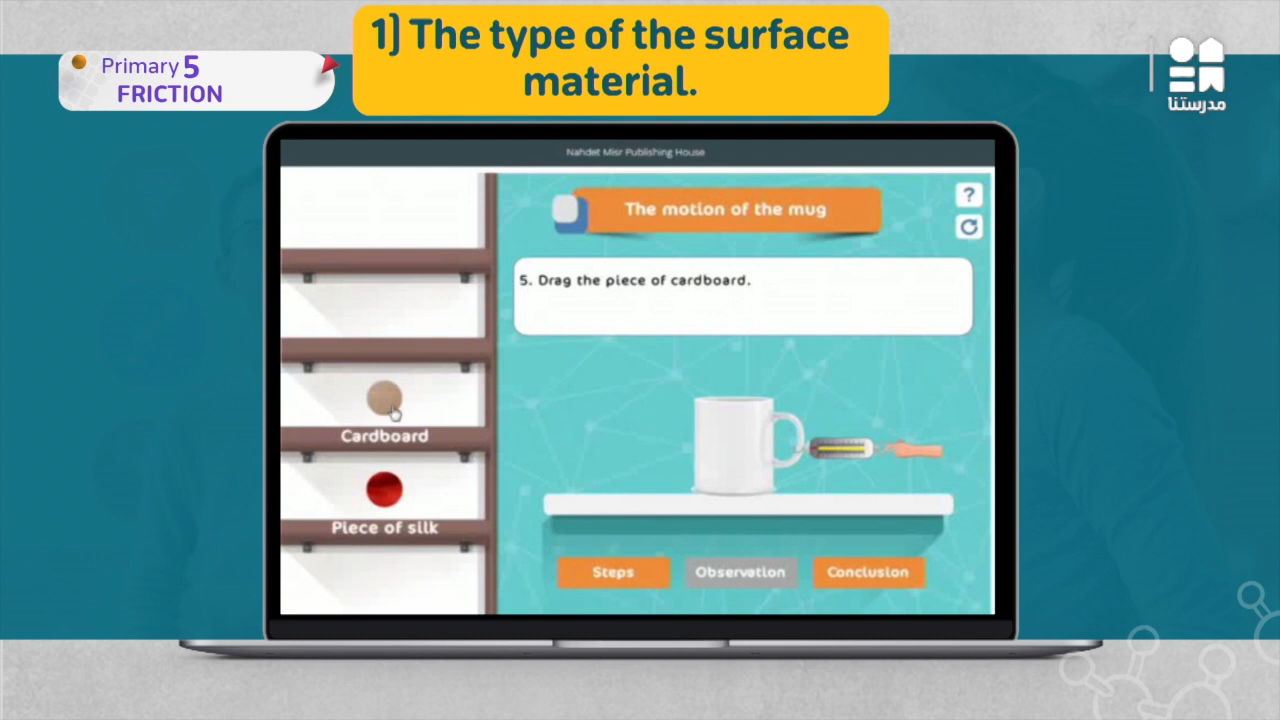 1) The type of the surface
material.
Primary 5
FRICTION
مدرستنا
Nahdet Misr Publishing House
The motion of the mug
?
5. Drag the piece of cardboard.
Cardboard
Piece of silk
Steps
Observation
Conclusion